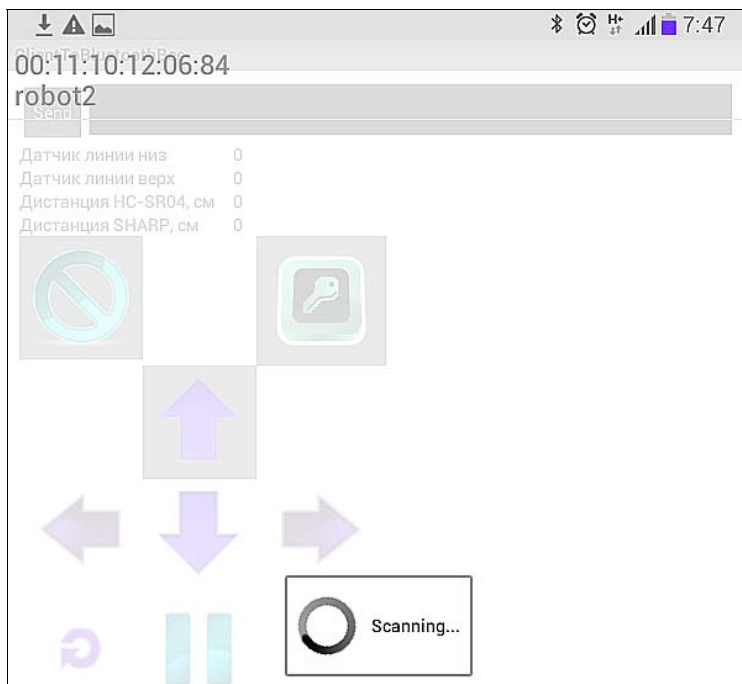 7:47
00:11:10:12:06:84
robot2
Send
Датчик линии низ 0
Датчик линии верх 0
Дистанция HC-SR04, см 0
Дистанция SHARP, см 0
Scanning...